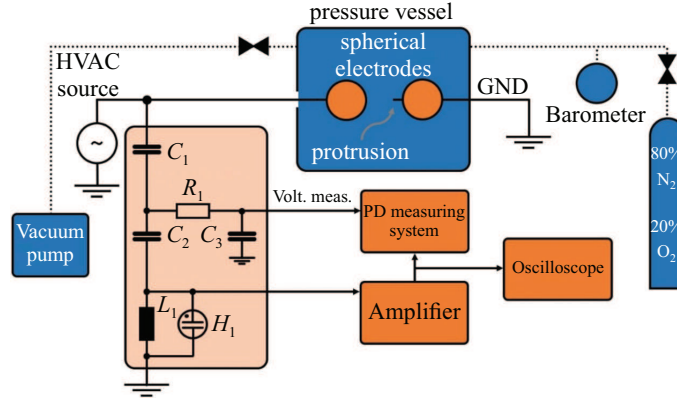 pressure vessel
HVAC
source
spherical
electrodes
GND
Barometer
protrusion
~
C₁
R₁
Volt. meas.
80%
N₂
20%
O₂
Vacuum
pump
C₂
C₃
PD measuring
system
Oscilloscope
L₁
H₁
Amplifier